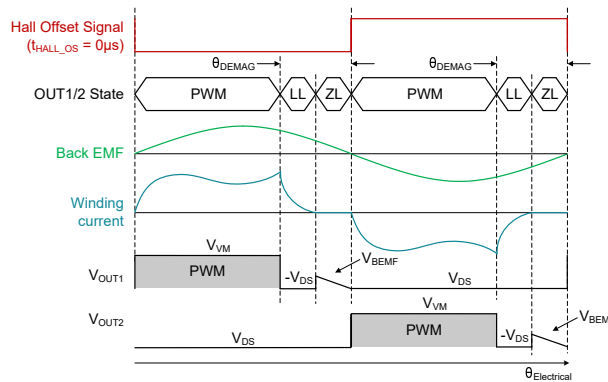 Hall Offset Signal
(tHALL_OS = 0µs)
θDEMAG
θDEMAG
OUT1/2 State
PWM
LL
ZL
PWM
LL
ZL
Back EMF
Winding
current
VVM
VBEMF
VOUT1
PWM
-VDS
VDS
VVM
VBEM
VOUT2
VDS
PWM
-VDS
θElectrical